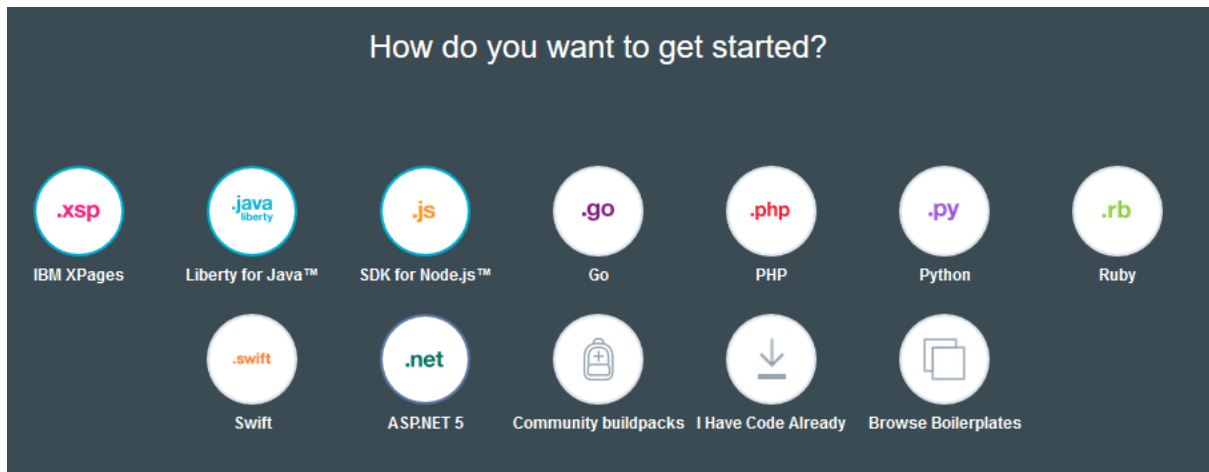 How do you want to get started?
.xsp
.java
liberty
.js
.go
.php
.py
.rb
IBM XPages
Liberty for Java™
SDK for Node.js™
Go
PHP
Python
Ruby
.swift
.net
Swift
ASP.NET 5
Community buildpacks
I Have Code Already
Browse Boilerplates